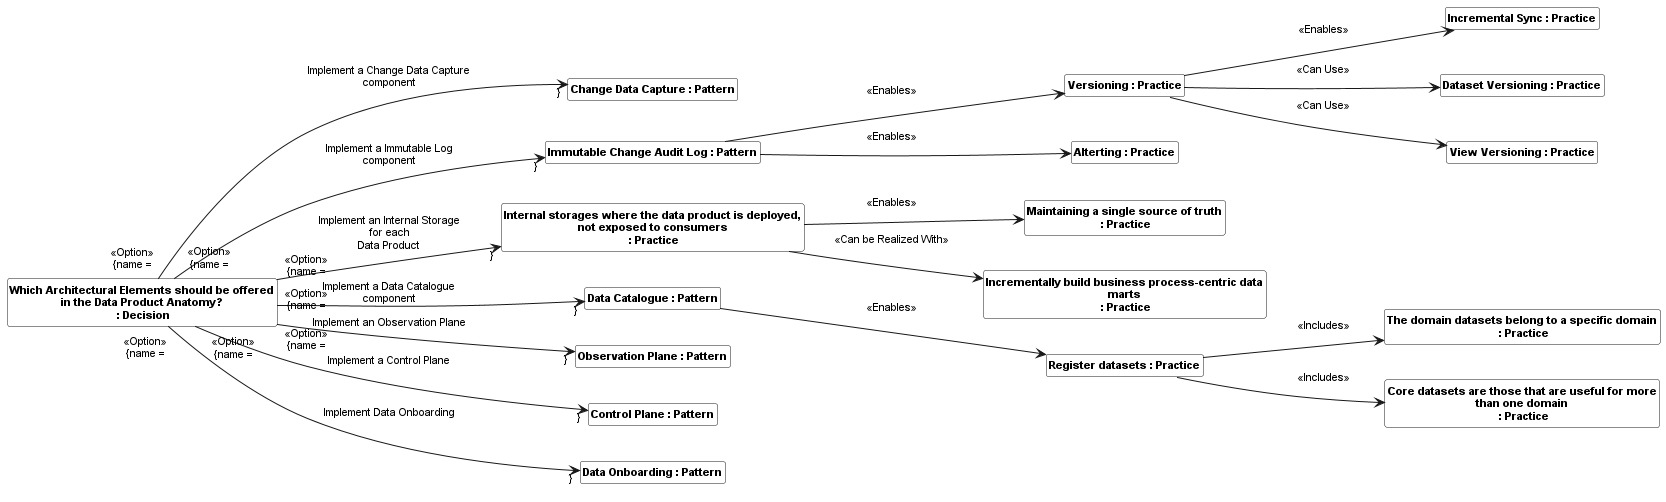 Incremental Sync : Practice
«Enables»
Implement a Change Data Capture
component
«Can Use»
Versioning : Practice
Dataset Versioning : Practice
Change Data Capture : Pattern
}
«Enables»
«Can Use»
Implement a Immutable Log
component
«Enables»
Immutable Change Audit Log : Pattern
}
Alterting : Practice
View Versioning : Practice
Implement an Internal Storage
for each
Data Product
«Enables»
Internal storages where the data product is deployed,
not exposed to consumers
: Practice
}
Maintaining a single source of truth
: Practice
«Can be Realized With»
«Option»
{name =
«Option»
{name =
«Option»
{name =
Which Architectural Elements should be offered
in the Data Product Anatomy?
: Decision
Implement a Data Catalogue
component
«Option»
{name =
Data Catalogue : Pattern
}
Incrementally build business process-centric data
marts
: Practice
«Enables»
Implement an Observation Plane
«Option»
{name =
«Includes»
The domain datasets belong to a specific domain
: Practice
«Option»
{name =
«Option»
{name =
Implement a Control Plane
Observation Plane : Pattern
}
Register datasets : Practice
«Includes»
Core datasets are those that are useful for more
than one domain
: Practice
Implement Data Onboarding
Control Plane : Pattern
}
Data Onboarding : Pattern
}